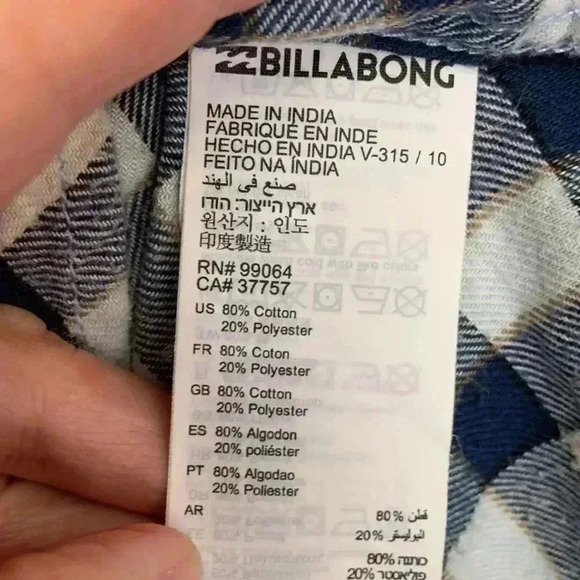 BILLABONG
MADE IN INDIA
FABRIQUÉ EN INDE
HECHO EN INDIA V-315 / 10
FEITO NA ÍNDIA
صنع في الهند
ארץ הייצור: הודו
원산지 : 인도
印度製造
RN# 99064
CA# 37757
US 80% Cotton
20% Polyester
FR 80% Coton
20% Polyester
GB 80% Cotton
20% Polyester
ES 80% Algodon
20% poliéster
PT 80% Algodao
20% Poliester
AR 80% قطن
20% البوليستر
80% כותנה
20% פוליאסטר